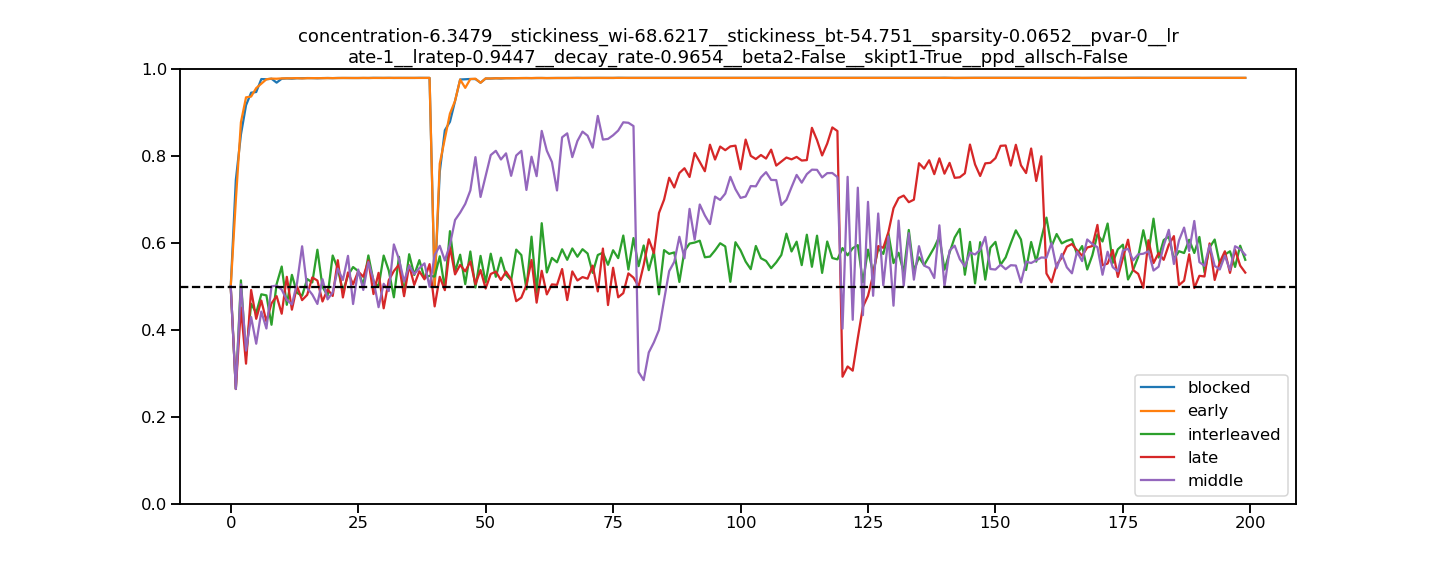 concentration-6.3479__stickiness_wi-68.6217__stickiness_bt-54.751__sparsity-0.0652__pvar-0__lr
ate-1__lratep-0.9447__decay_rate-0.9654__beta2-False__skipt1-True__ppd_allsch-False
1.0
0.8
0.6
0.4
0.2
0.0
0 25 50 75 100 125 150 175 200
blocked
early
interleaved
late
middle